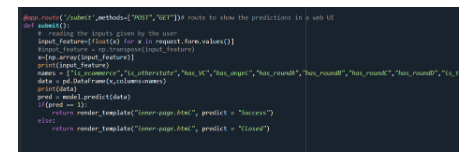 @app.route('/submit',methods=["POST","GET"])# route to show the predictions in a web UI
def submit():
# reading the inputs given by the user
input_feature=[float(x) for x in request.form.values()]
#input_feature = np.transpose(input_feature)
x=[np.array(input_feature)]
print(input_feature)
names = ["is_ecommerce","is_otherstate","has_VC","has_angel","has_roundA","has_roundB","has_roundC","has_roundD","is_t
data = pd.DataFrame(x,columns=names)
print(data)
pred = model.predict(data)
if(pred == 1):
return render_template("inner-page.html", predict = "Success")
else:
return render_template("inner-page.html", predict = "Closed")